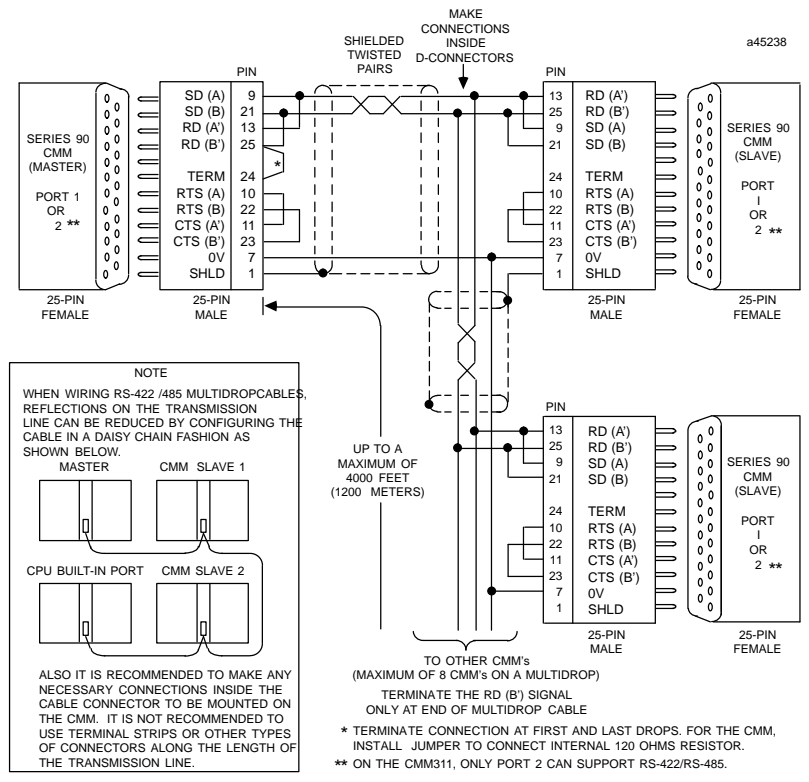 MAKE
CONNECTIONS
INSIDE
D-CONNECTORS
SHIELDED
TWISTED
PAIRS
a45238
PIN
SD (A) 9
SD (B) 21
RD (A') 13
RD (B') 25
*
TERM 24
RTS (A) 10
RTS (B) 22
CTS (A') 11
CTS (B') 23
0V 7
SHLD 1
SERIES 90
CMM
(MASTER)
PORT 1
OR
2 **
25-PIN
FEMALE
25-PIN
MALE
PIN
13 RD (A')
25 RD (B')
9 SD (A)
21 SD (B)
24 TERM
10 RTS (A)
22 RTS (B)
11 CTS (A')
23 CTS (B')
7 0V
1 SHLD
SERIES 90
CMM
(SLAVE)
PORT
I
OR
2 **
25-PIN
MALE
25-PIN
FEMALE
NOTE
WHEN WIRING RS-422 /485 MULTIDROPCABLES,
REFLECTIONS ON THE TRANSMISSION
LINE CAN BE REDUCED BY CONFIGURING THE
CABLE IN A DAISY CHAIN FASHION AS
SHOWN BELOW.
MASTER CMM SLAVE 1
CPU BUILT-IN PORT CMM SLAVE 2
ALSO IT IS RECOMMENDED TO MAKE ANY
NECESSARY CONNECTIONS INSIDE THE
CABLE CONNECTOR TO BE MOUNTED ON
THE CMM. IT IS NOT RECOMMENDED TO
USE TERMINAL STRIPS OR OTHER TYPES
OF CONNECTORS ALONG THE LENGTH OF
THE TRANSMISSION LINE.
UP TO A
MAXIMUM OF
4000 FEET
(1200 METERS)
PIN
13 RD (A')
25 RD (B')
9 SD (A)
21 SD (B)
24 TERM
10 RTS (A)
22 RTS (B)
11 CTS (A')
23 CTS (B')
7 0V
1 SHLD
SERIES 90
CMM
(SLAVE)
PORT
I
OR
2 **
25-PIN
MALE
25-PIN
FEMALE
TO OTHER CMM's
(MAXIMUM OF 8 CMM's ON A MULTIDROP)
TERMINATE THE RD (B') SIGNAL
ONLY AT END OF MULTIDROP CABLE
* TERMINATE CONNECTION AT FIRST AND LAST DROPS. FOR THE CMM,
INSTALL JUMPER TO CONNECT INTERNAL 120 OHMS RESISTOR.
** ON THE CMM311, ONLY PORT 2 CAN SUPPORT RS-422/RS-485.